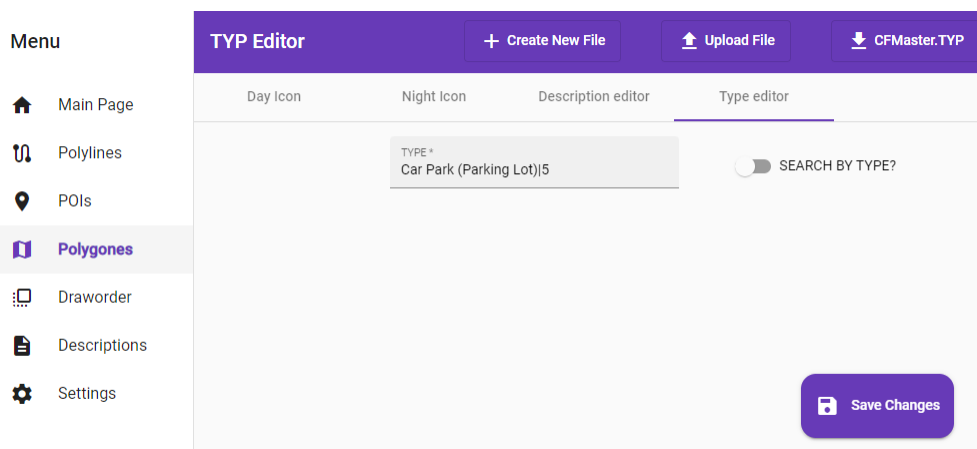 Menu
Main Page
Polylines
POIs
Polygones
Draworder
Descriptions
Settings
TYP Editor
Create New File
Upload File
CFMaster.TYP
Day Icon
Night Icon
Description editor
Type editor
TYPE *
Car Park (Parking Lot)|5
SEARCH BY TYPE?
Save Changes